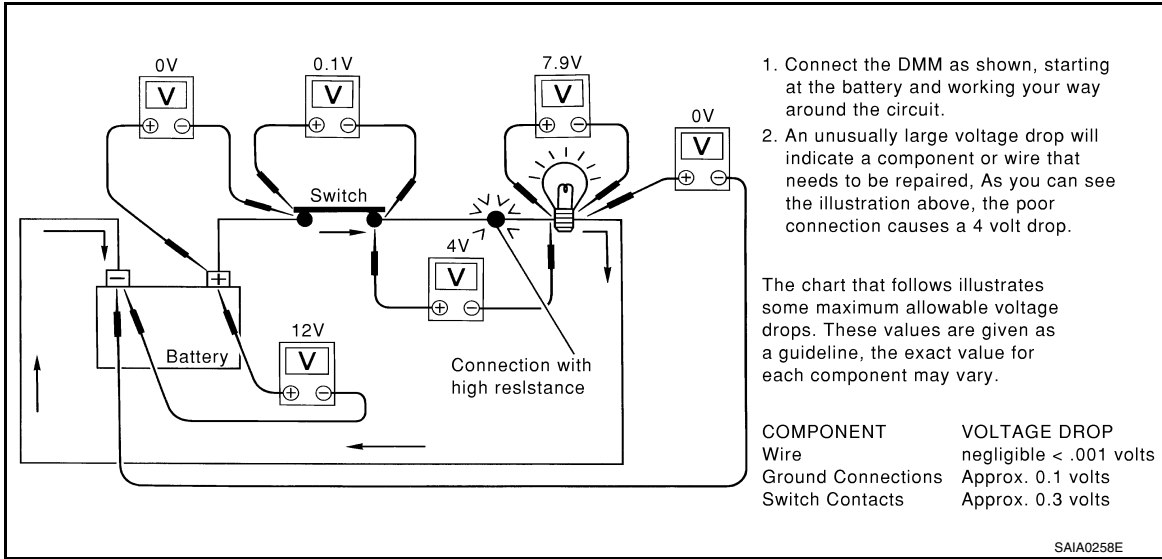 0V
0.1V
7.9V
0V
V
V
V
V
+ -
+ -
+ -
+ -
Switch
4V
V
+ -
- +
Battery
12V
V
+ -
Connection with
high resIstance
1. Connect the DMM as shown, starting
at the battery and working your way
around the circuit.
2. An unusually large voltage drop will
indicate a component or wire that
needs to be repaired, As you can see
the illustration above, the poor
connection causes a 4 volt drop.
The chart that follows illustrates
some maximum allowable voltage
drops. These values are given as
a guideline, the exact value for
each component may vary.
COMPONENT VOLTAGE DROP
Wire negligible < .001 volts
Ground Connections Approx. 0.1 volts
Switch Contacts Approx. 0.3 volts
SAIA0258E